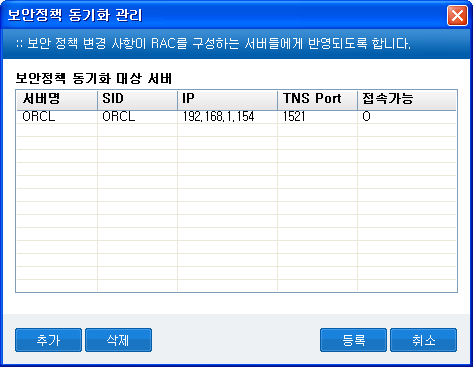 보안정책 동기화 관리
:: 보안 정책 변경 사항이 RAC를 구성하는 서버들에게 반영되도록 합니다.
보안정책 동기화 대상 서버
서버명 SID IP TNS Port 접속가능
ORCL ORCL 192.168.1.154 1521 O
추가 삭제 등록 취소